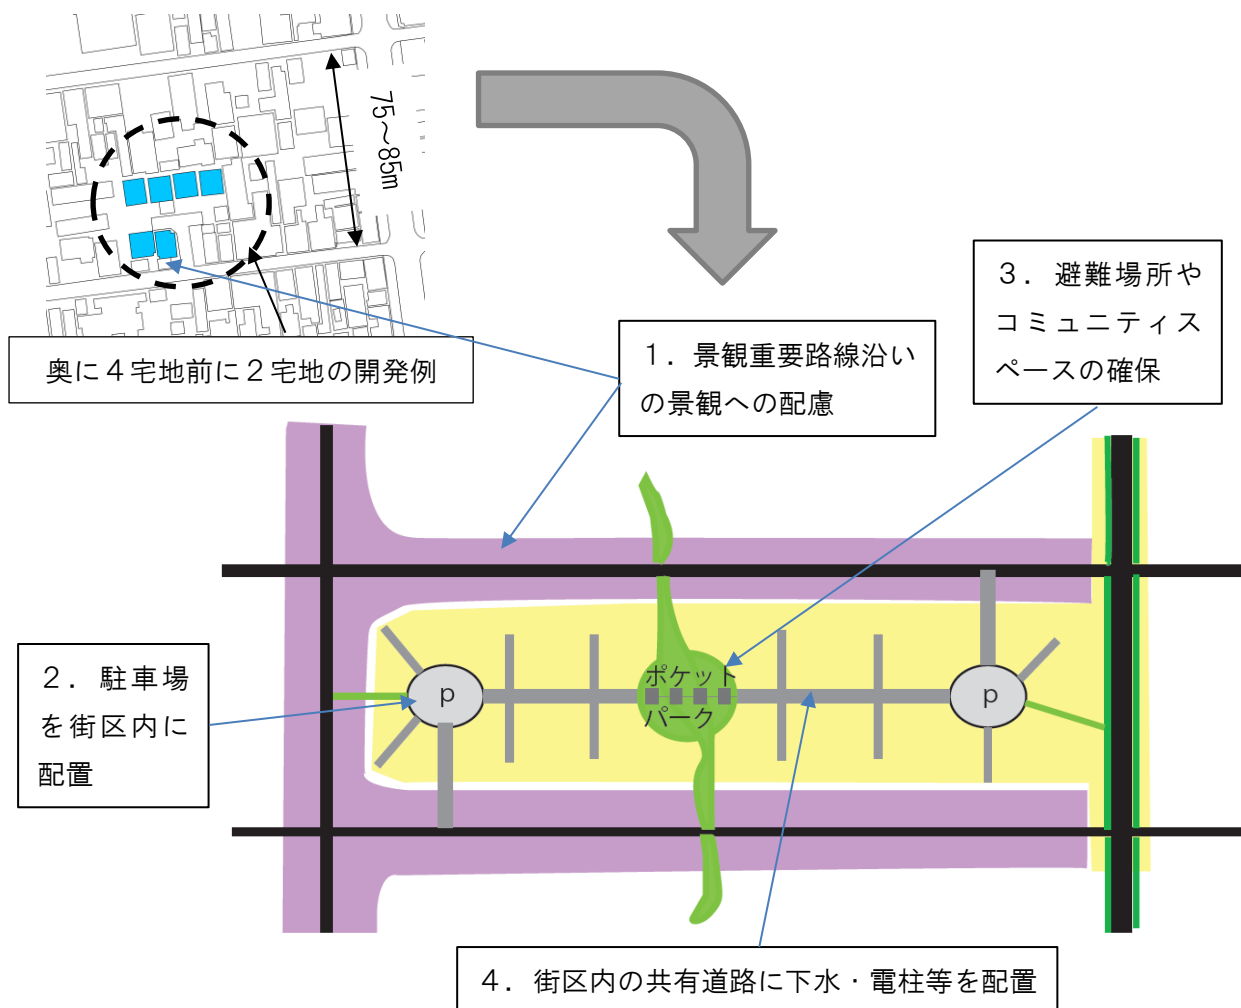 75～85m
奥に４宅地前に２宅地の開発例
１．景観重要路線沿い
の景観への配慮
３．避難場所や
コミュニティス
ペースの確保
２．駐車場
を街区内に
配置
p
ポケット
パーク
p
４．街区内の共有道路に下水・電柱等を配置